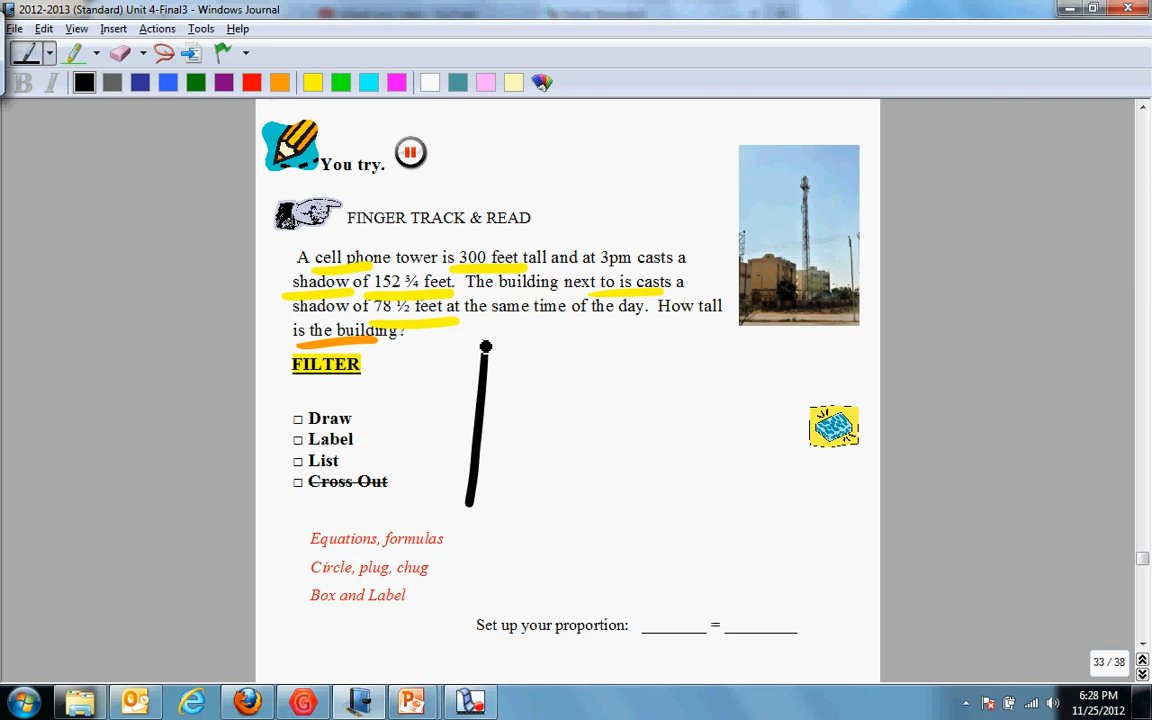 2012-2013 (Standard) Unit 4-Final3 - Windows Journal
File Edit View Insert Actions Tools Help
B I
You try.
FINGER TRACK & READ
A cell phone tower is 300 feet tall and at 3pm casts a
shadow of 152 ¾ feet. The building next to is casts a
shadow of 78 ½ feet at the same time of the day. How tall
is the building?
FILTER
□ Draw
□ Label
□ List
□ Cross Out
Equations, formulas
Circle, plug, chug
Box and Label
Set up your proportion: ________ = _________
33 / 38
6:28 PM
11/25/2012